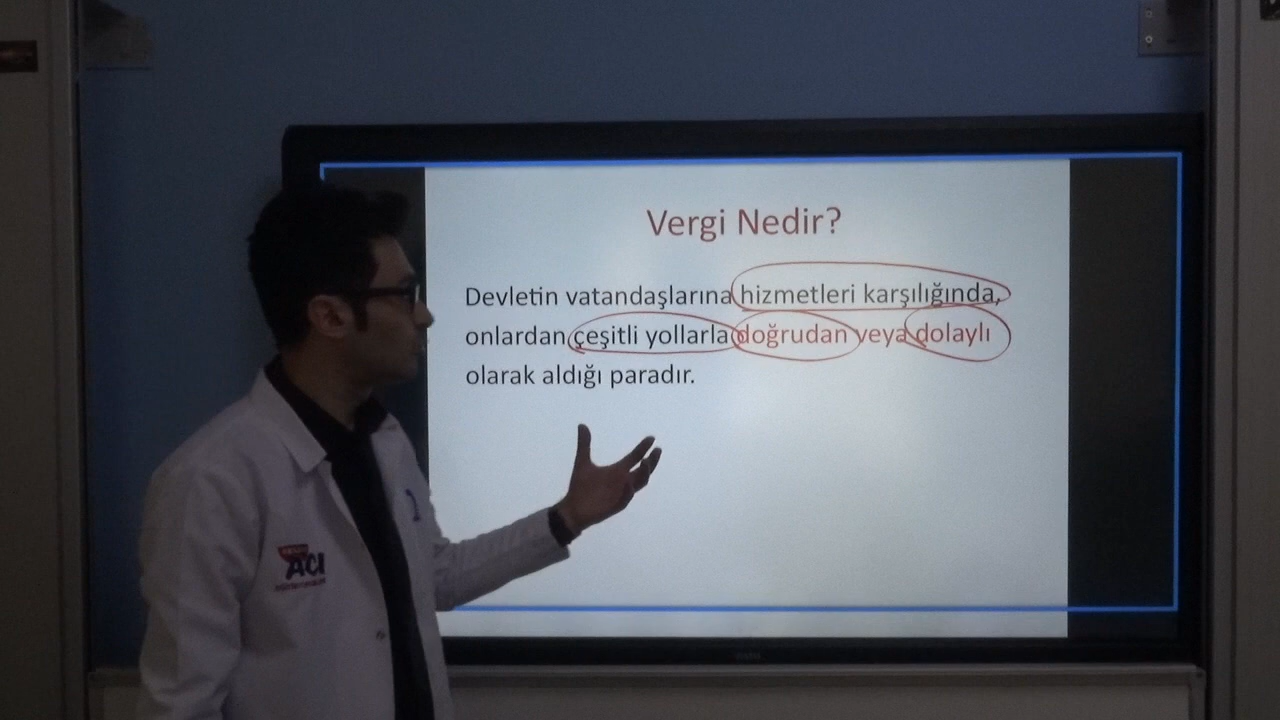 Vergi Nedir?
Devletin vatandaşlarına hizmetleri karşılığında,
onlardan çeşitli yollarla doğrudan veya dolaylı
olarak aldığı paradır.
AÇI